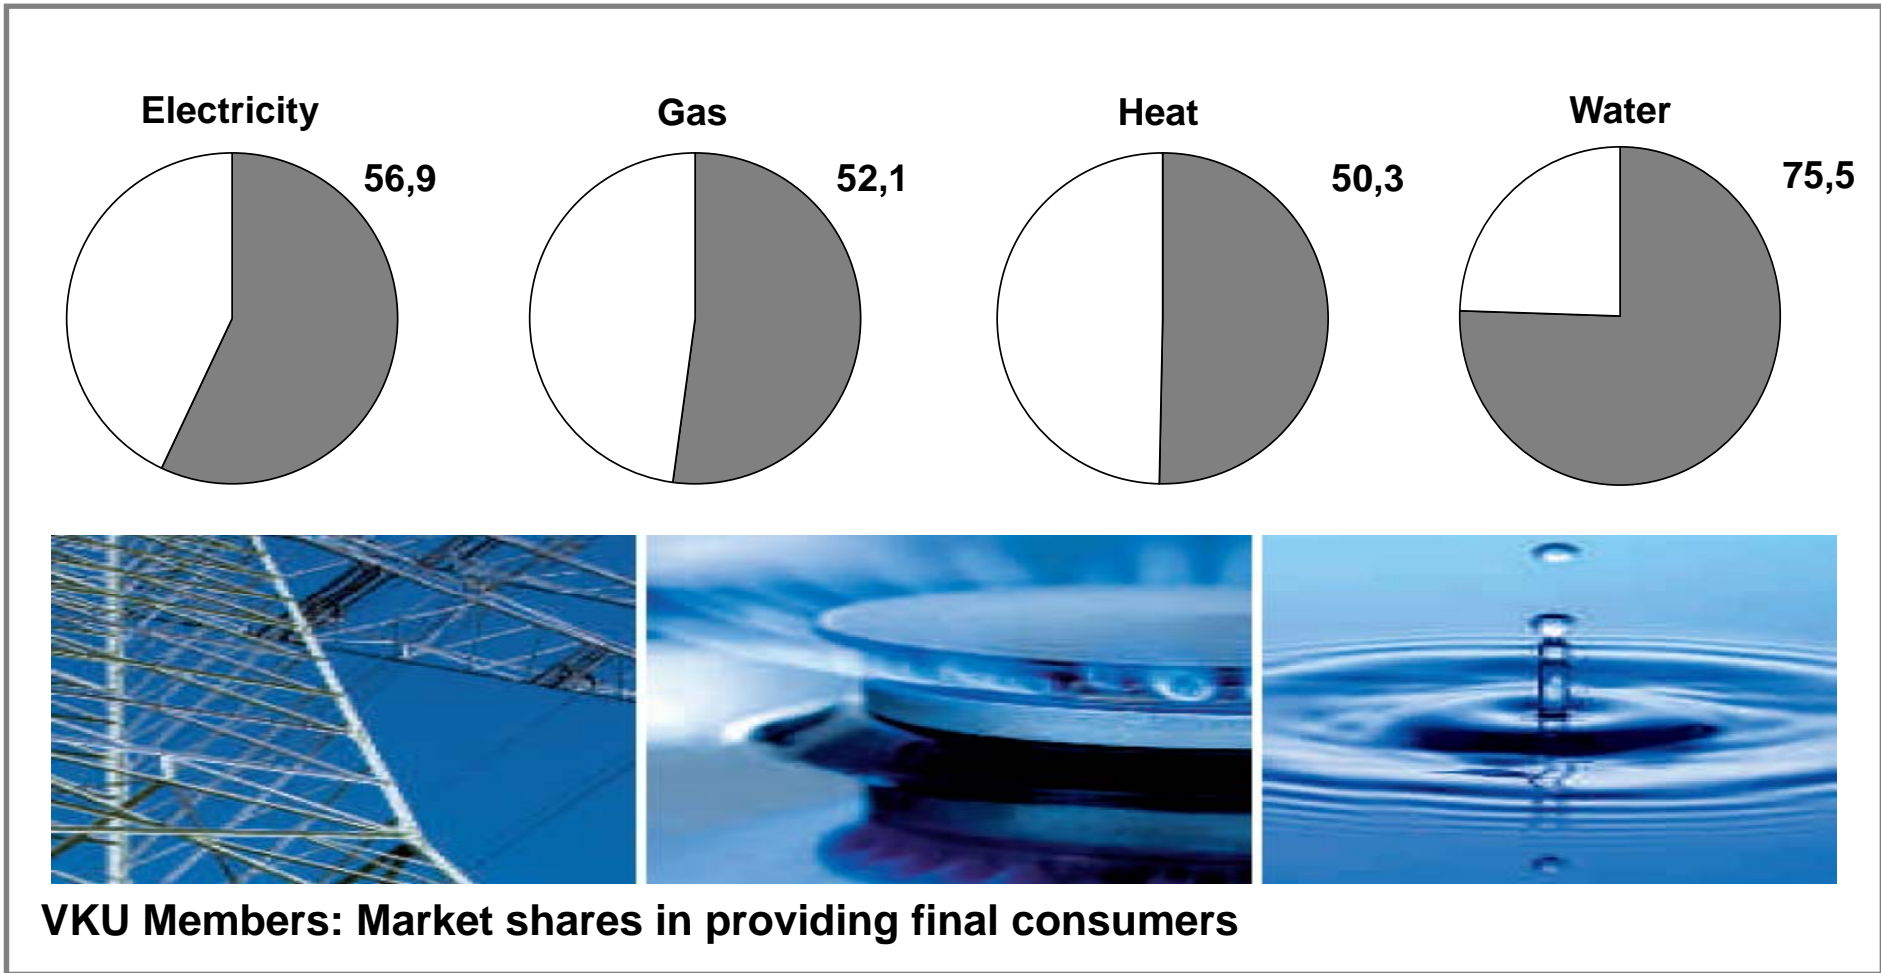 Electricity
56,9
Gas
52,1
Heat
50,3
Water
75,5
VKU Members: Market shares in providing final consumers